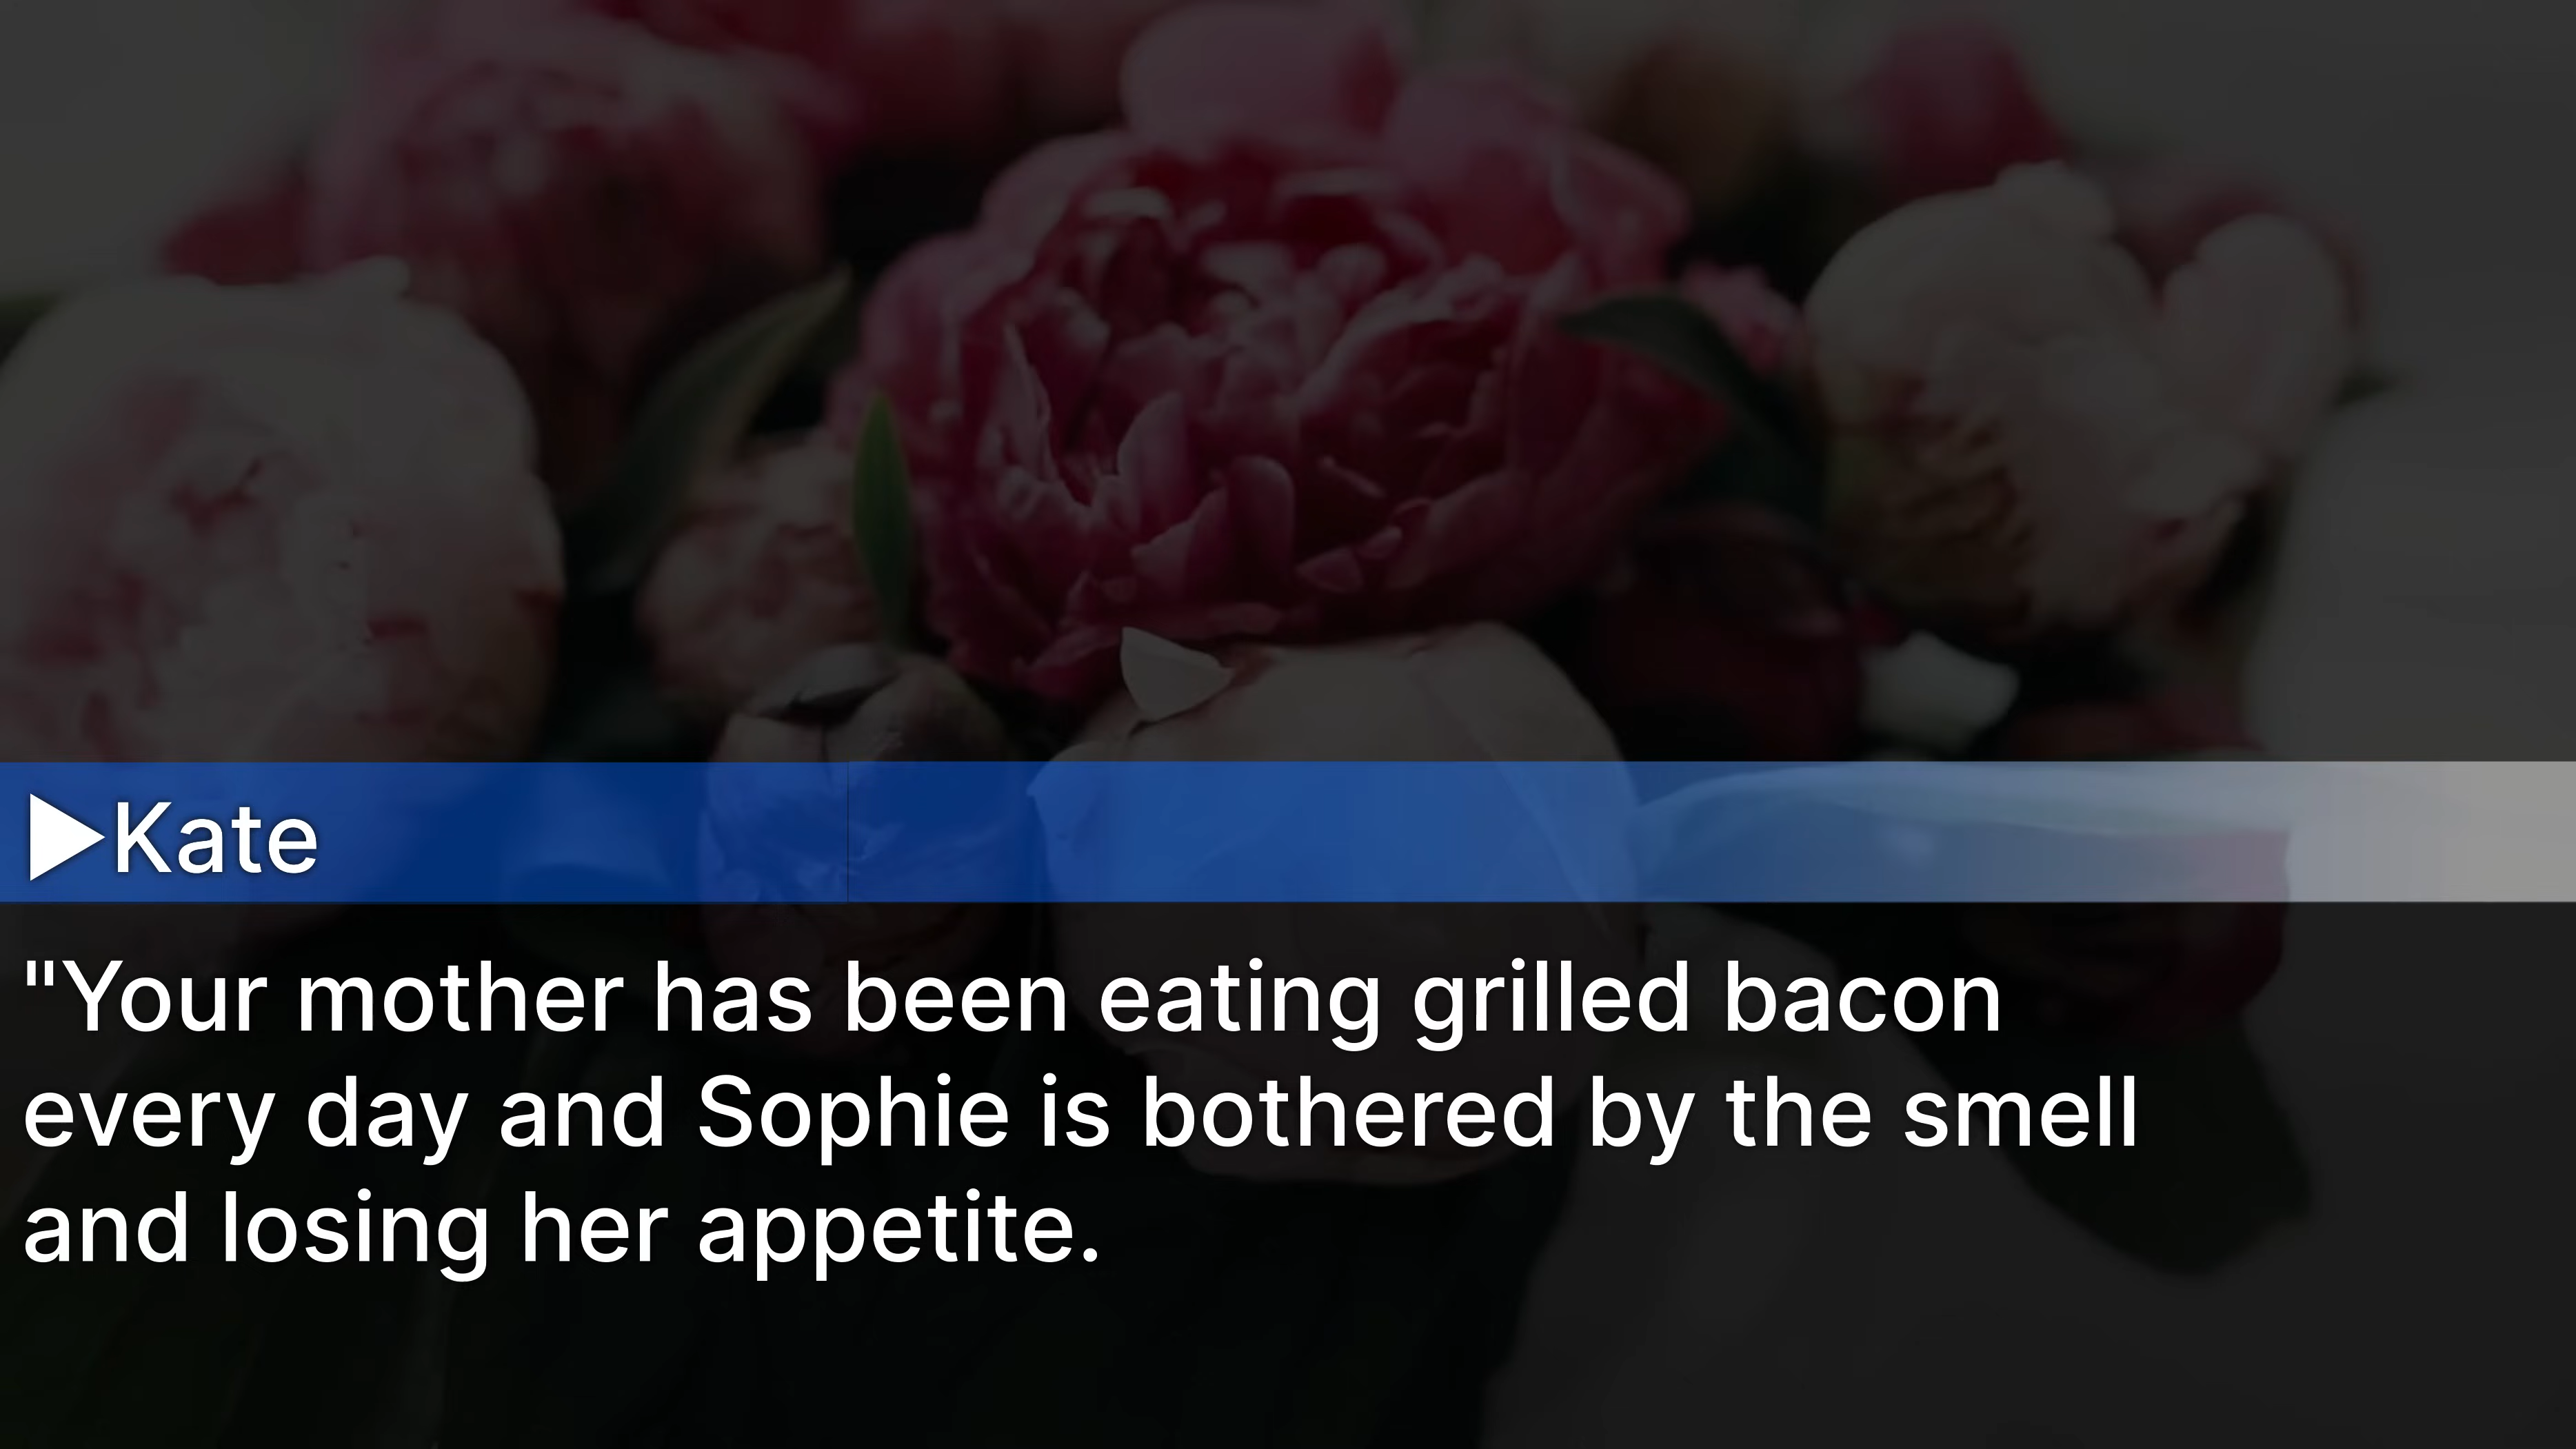 ▶Kate
"Your mother has been eating grilled bacon
every day and Sophie is bothered by the smell
and losing her appetite.